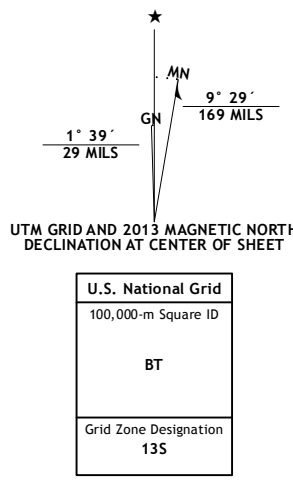 ★
MN
GN
9° 29´
169 MILS
1° 39´
29 MILS
UTM GRID AND 2013 MAGNETIC NORTH
DECLINATION AT CENTER OF SHEET
U.S. National Grid
100,000-m Square ID
BT
Grid Zone Designation
13S